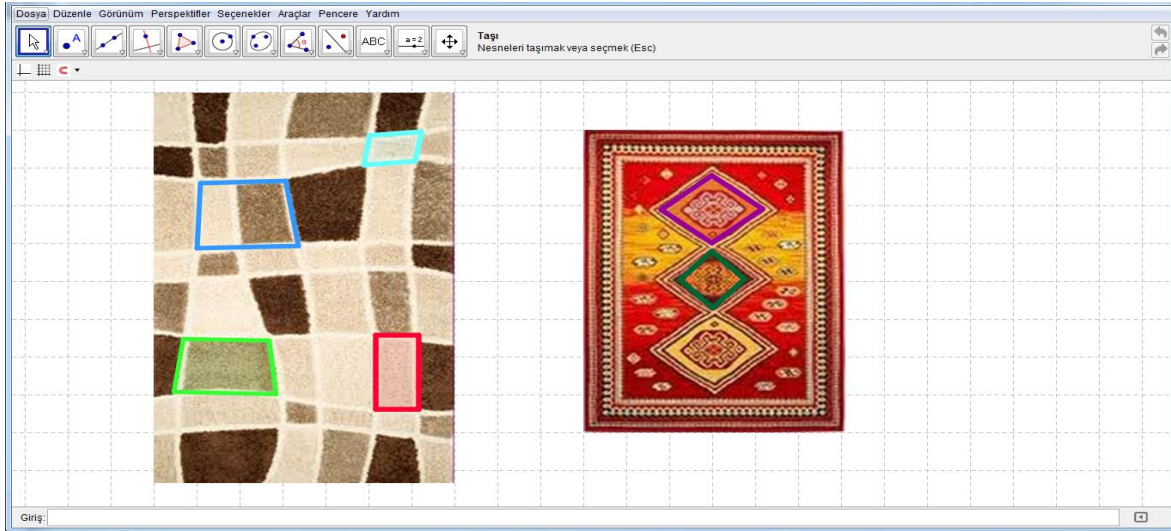 Dosya Düzenle Görünüm Perspektifler Seçenekler Araçlar Pencere Yardım
A
ABC
a=2
Taşı
Nesneleri taşımak veya seçmek (Esc)
Giriş: